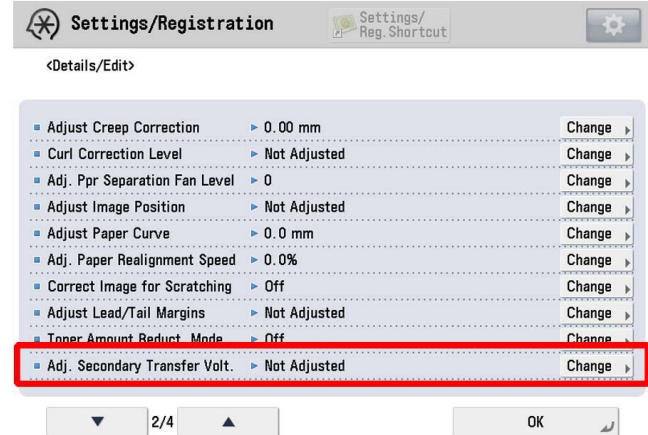 Settings/Registration
Settings/
Reg.Shortcut
<Details/Edit>
Adjust Creep Correction 0.00 mm Change
Curl Correction Level Not Adjusted Change
Adj. Ppr Separation Fan Level 0 Change
Adjust Image Position Not Adjusted Change
Adjust Paper Curve 0.0 mm Change
Adj. Paper Realignment Speed 0.0% Change
Correct Image for Scratching Off Change
Adjust Lead/Tail Margins Not Adjusted Change
Toner Amount Reduct. Mode Off Change
Adj. Secondary Transfer Volt. Not Adjusted Change
2/4 OK